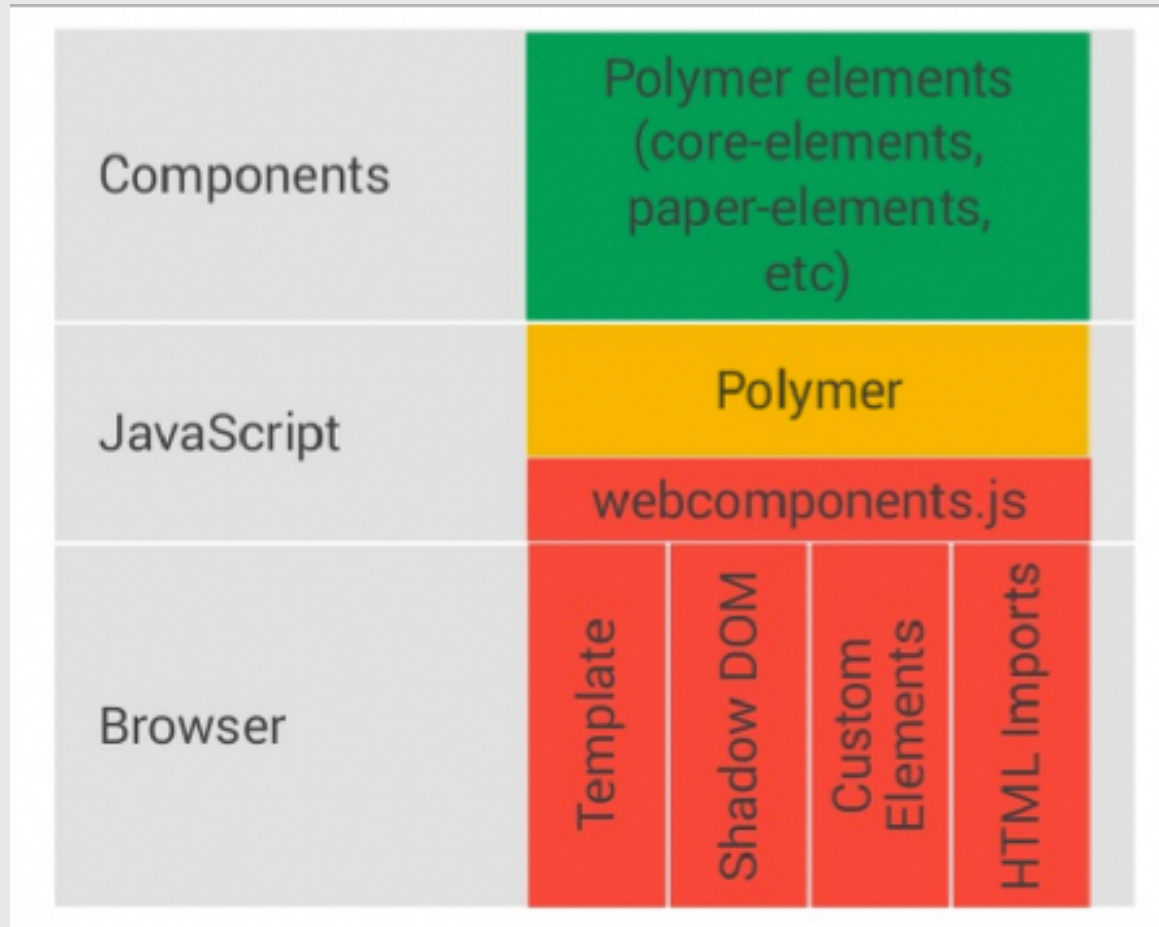 Components
Polymer elements
(core-elements,
paper-elements,
etc)
JavaScript
Polymer
webcomponents.js
Browser
Template
Shadow DOM
Custom
Elements
HTML Imports